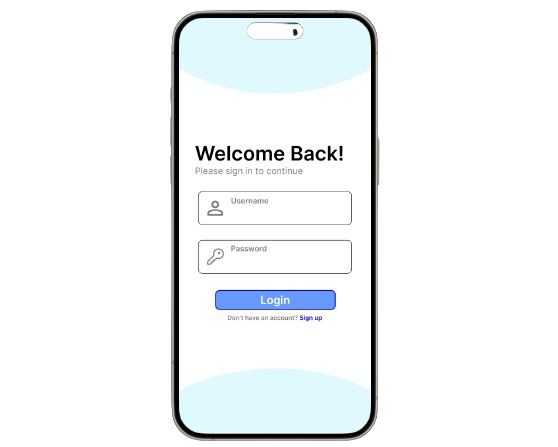 Welcome Back!
Please sign in to continue
Username
Password
Login
Don't have an account? Sign up